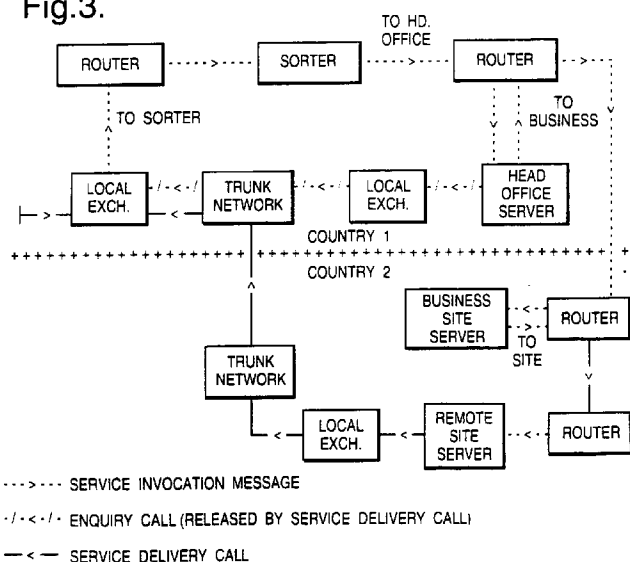 Fig.3.
TO HD.
OFFICE
ROUTER
SORTER
ROUTER
TO SORTER
TO
BUSINESS
LOCAL
EXCH.
TRUNK
NETWORK
LOCAL
EXCH.
HEAD
OFFICE
SERVER
COUNTRY 1
COUNTRY 2
BUSINESS
SITE
SERVER
ROUTER
TO
SITE
TRUNK
NETWORK
LOCAL
EXCH.
REMOTE
SITE
SERVER
ROUTER
SERVICE INVOCATION MESSAGE
ENQUIRY CALL (RELEASED BY SERVICE DELIVERY CALL)
SERVICE DELIVERY CALL